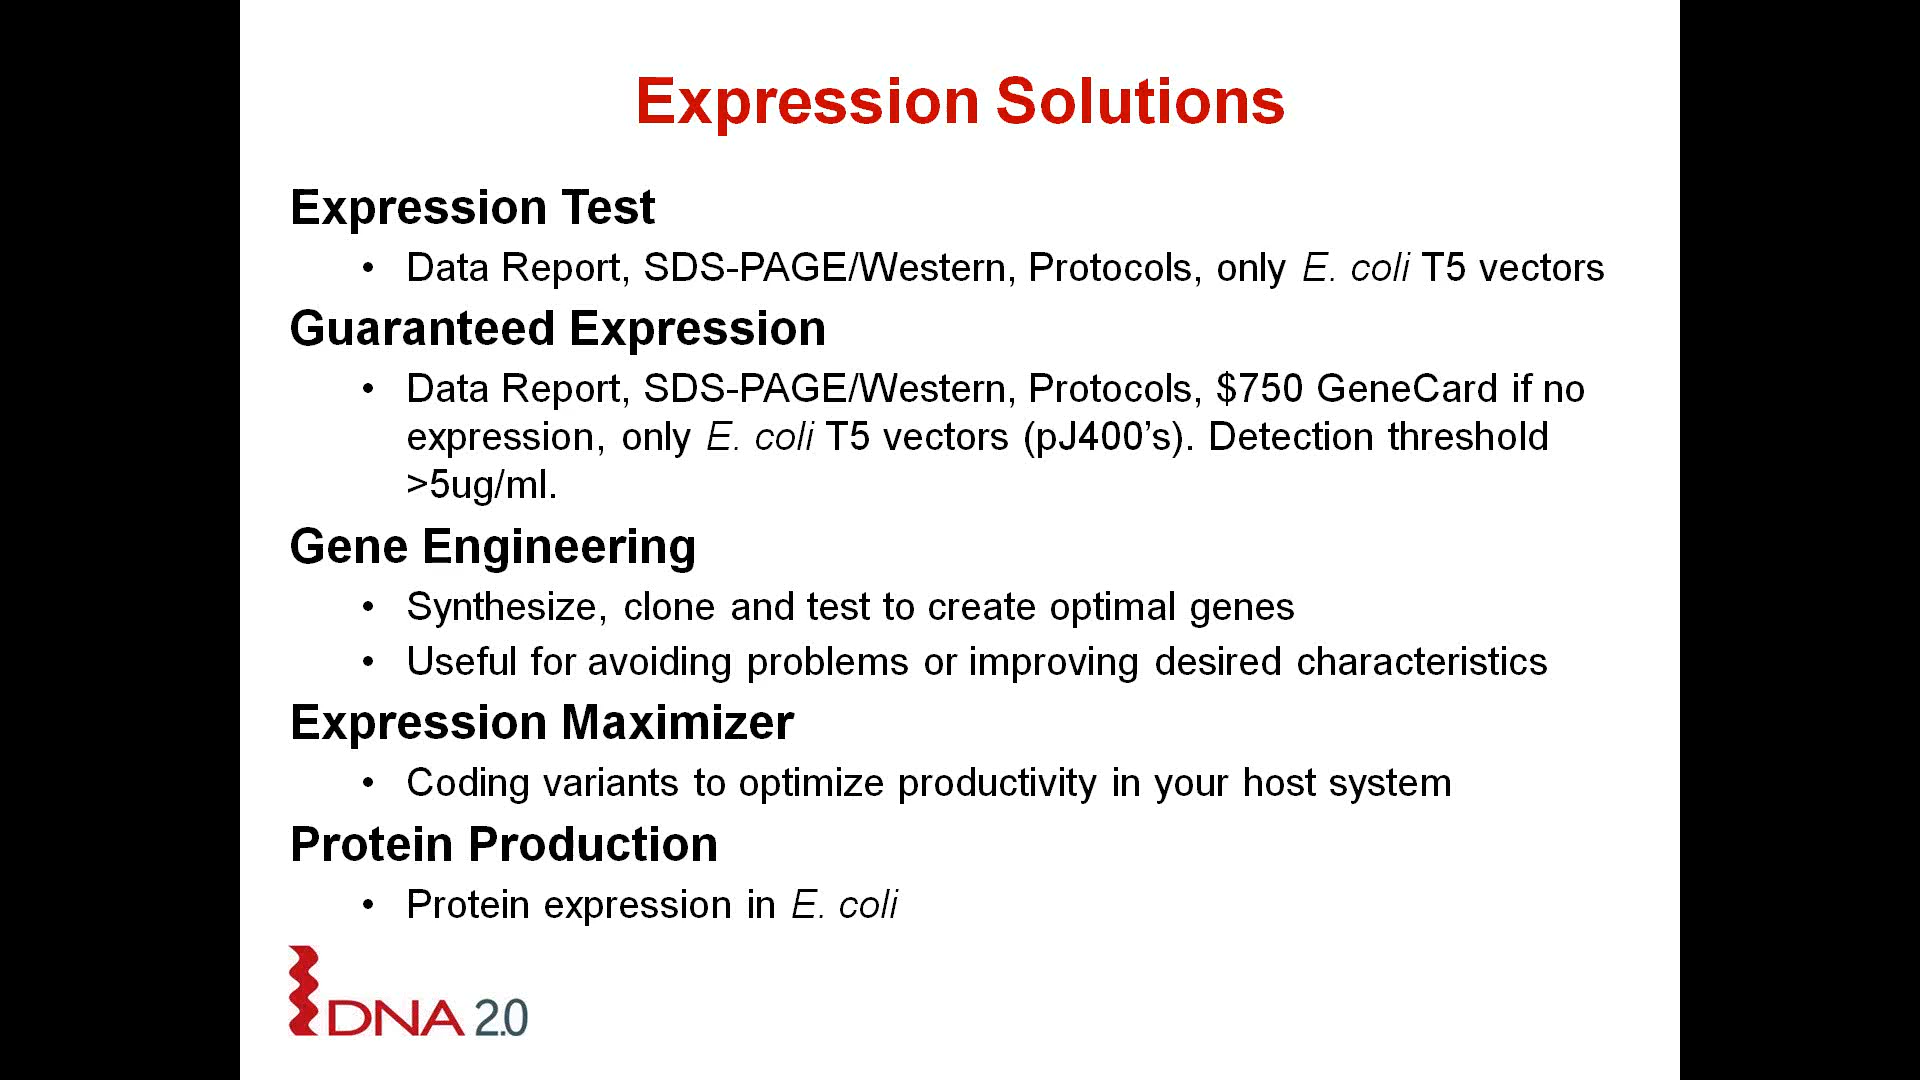 Expression Solutions
Expression Test
• Data Report, SDS-PAGE/Western, Protocols, only E. coli T5 vectors
Guaranteed Expression
• Data Report, SDS-PAGE/Western, Protocols, $750 GeneCard if no
expression, only E. coli T5 vectors (pJ400’s). Detection threshold
>5ug/ml.
Gene Engineering
• Synthesize, clone and test to create optimal genes
• Useful for avoiding problems or improving desired characteristics
Expression Maximizer
• Coding variants to optimize productivity in your host system
Protein Production
• Protein expression in E. coli
DNA 2.0